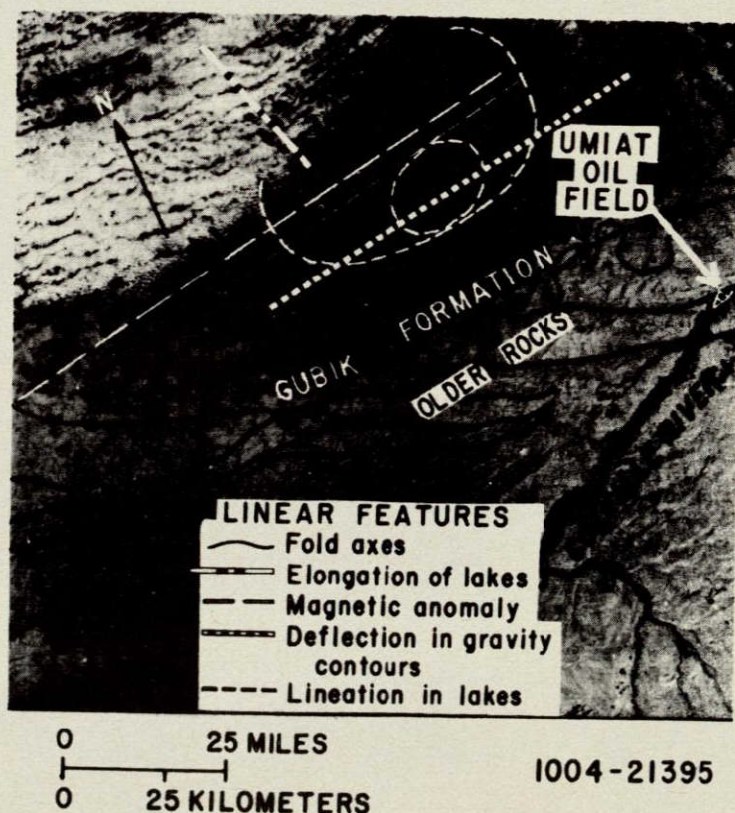 N
UMIAT
OIL
FIELD
GUBIK FORMATION
OLDER ROCKS
RIVER
LINEAR FEATURES
Fold axes
Elongation of lakes
Magnetic anomaly
Deflection in gravity
contours
Lineation in lakes
0 25 MILES
0 25 KILOMETERS
1004-21395